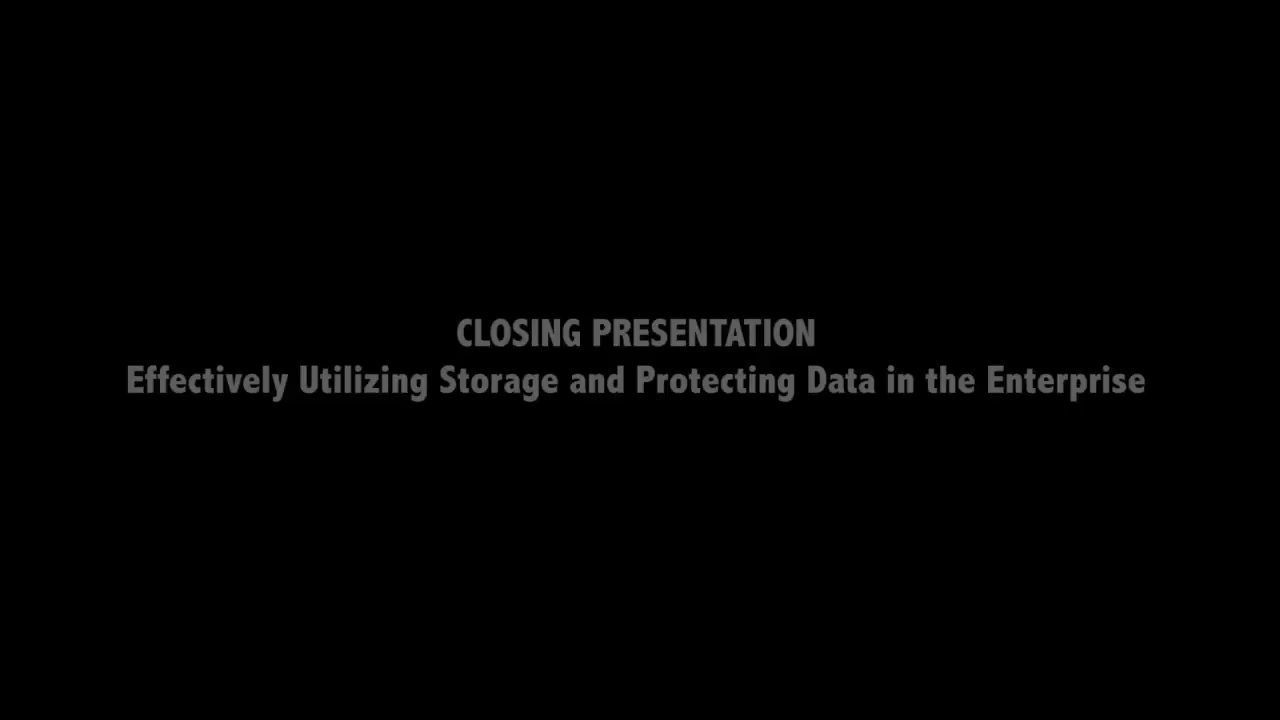 CLOSING PRESENTATION
Effectively Utilizing Storage and Protecting Data in the Enterprise